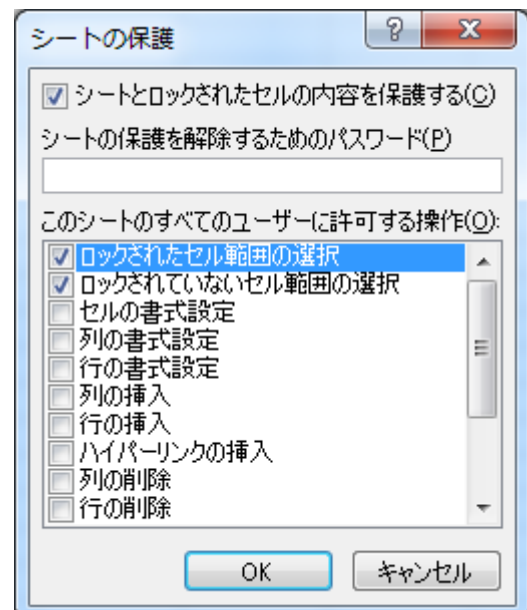 シートの保護
シートとロックされたセルの内容を保護する(C)
シートの保護を解除するためのパスワード(P)
このシートのすべてのユーザーに許可する操作(O):
ロックされたセル範囲の選択
ロックされていないセル範囲の選択
セルの書式設定
列の書式設定
行の書式設定
列の挿入
行の挿入
ハイパーリンクの挿入
列の削除
行の削除
OK
キャンセル